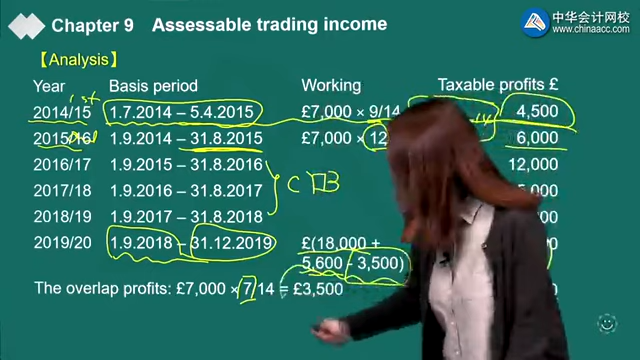 Chapter 9 Assessable trading income
中华会计网校
www.chinaacc.com
【Analysis】
Year Basis period Working Taxable profits £
1st
2014/15 1.7.2014 – 5.4.2015 £7,000 × 9/14 4,500
2015/16 1.9.2014 – 31.8.2015 £7,000 × 12 6,000
2016/17 1.9.2015 – 31.8.2016 12,000
2017/18 1.9.2016 – 31.8.2017
2018/19 1.9.2017 – 31.8.2018
2019/20 1.9.2018 – 31.12.2019 £(18,000 +
5,600 - 3,500)
The overlap profits: £7,000 × 7/14 = £3,500